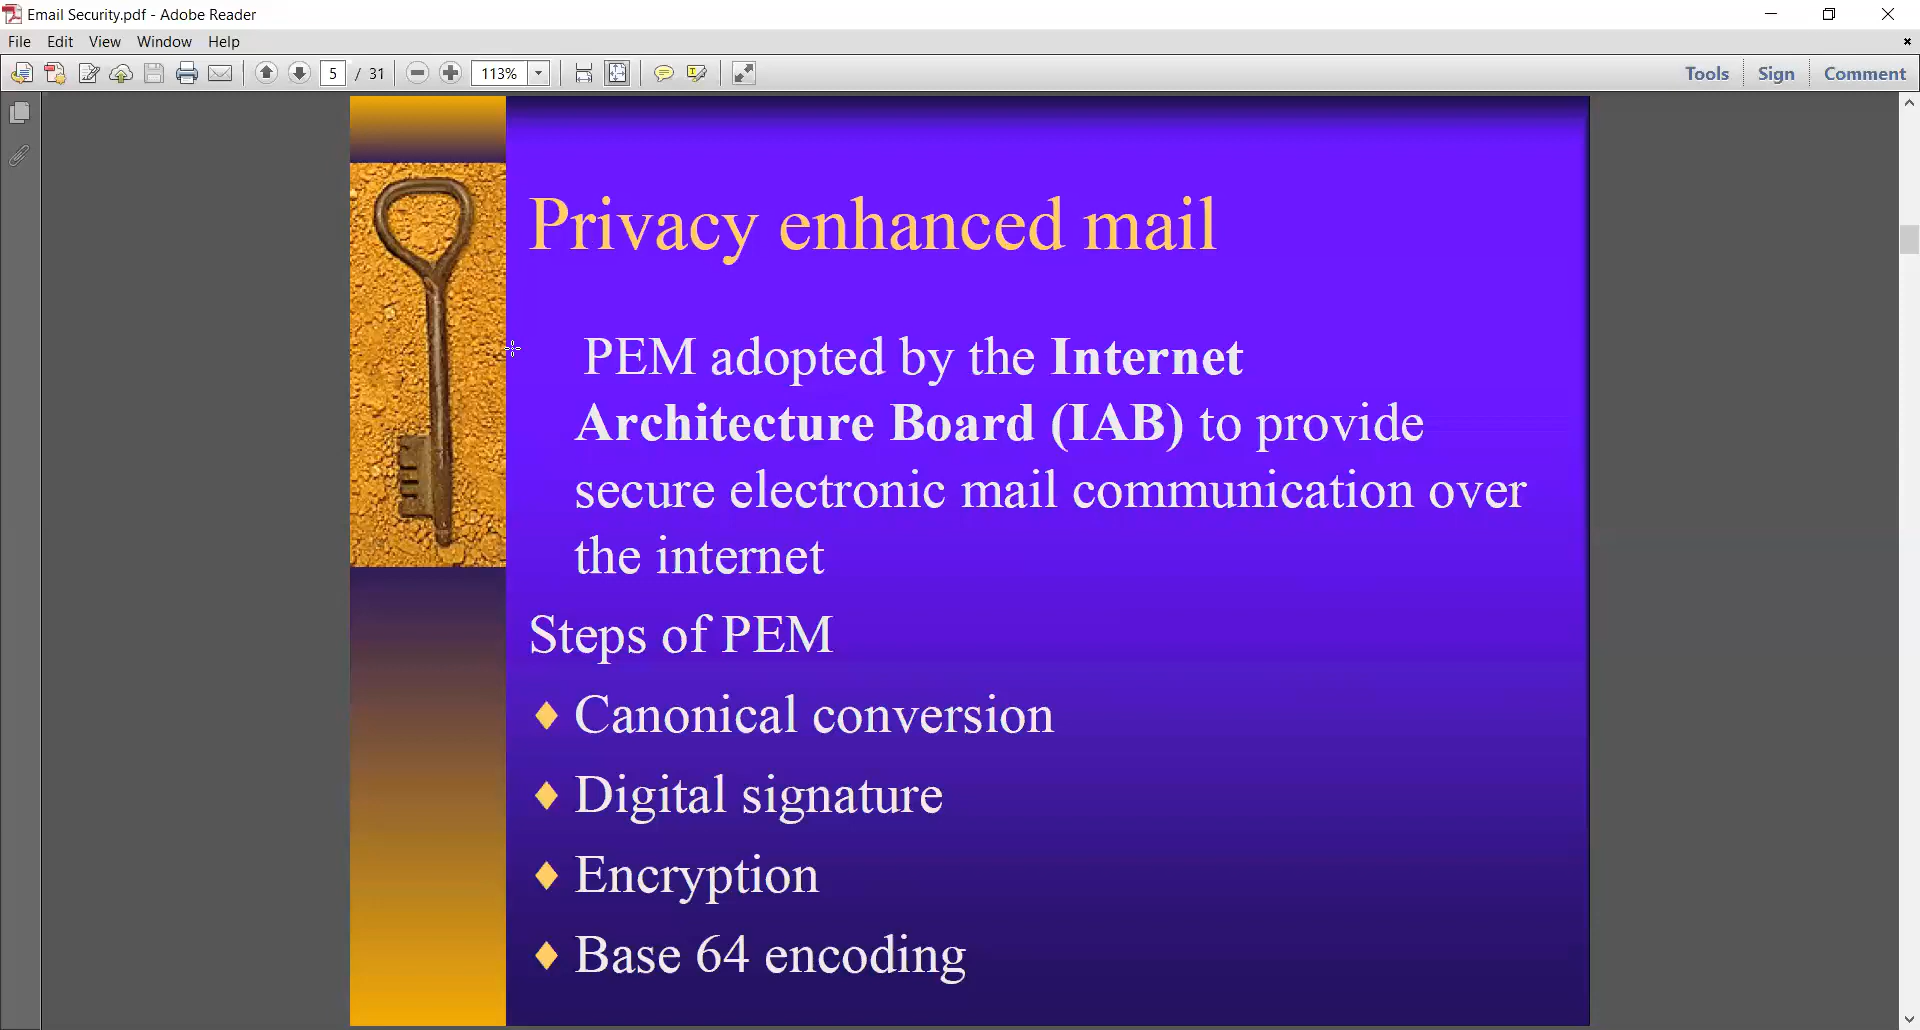 Email Security.pdf - Adobe Reader
File Edit View Window Help
5 / 31 113% Tools Sign Comment
Privacy enhanced mail
PEM adopted by the Internet
Architecture Board (IAB) to provide
secure electronic mail communication over
the internet
Steps of PEM
Canonical conversion
Digital signature
Encryption
Base 64 encoding